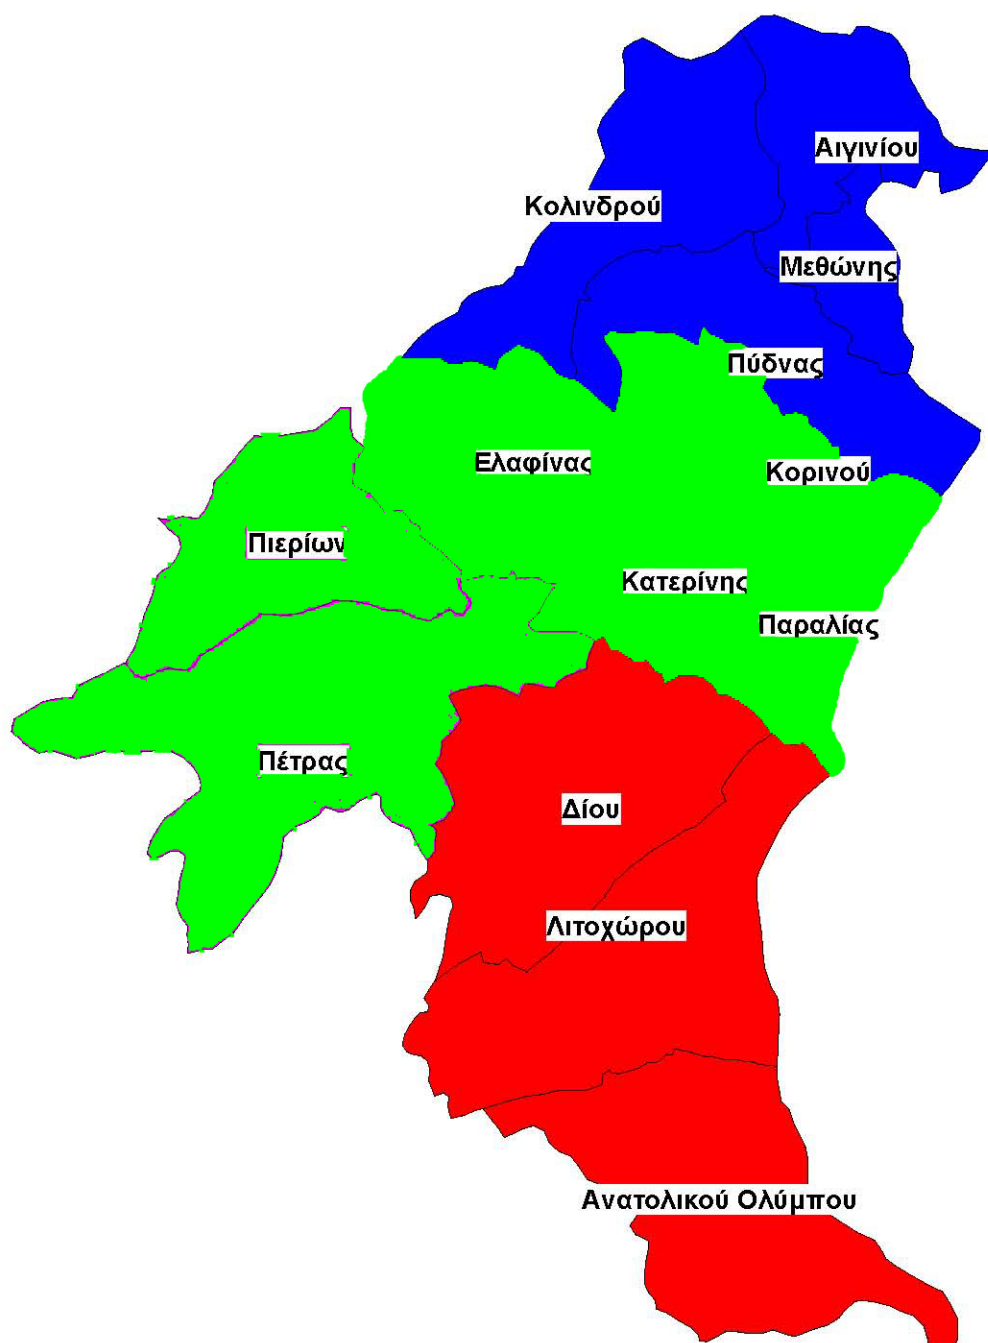 Αιγινίου
Κολινδρού
Μεθώνης
Πύδνας
Ελαφίνας
Κορινού
Πιερίων
Κατερίνης
Παραλίας
Πέτρας
Δίου
Λιτοχώρου
Ανατολικού Ολύμπου